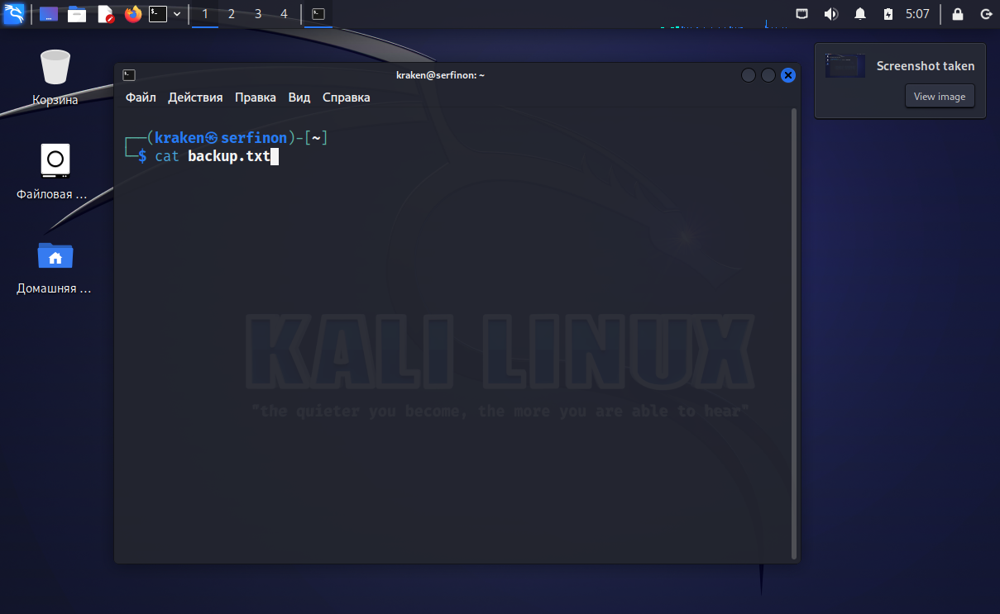 1 2 3 4 5:07
Screenshot taken
View image
Корзина
Файловая ...
Домашняя ...
kraken@serfinon: ~
Файл Действия Правка Вид Справка
┌──(kraken㉿serfinon)-[~]
└─$ cat backup.txt
KALI LINUX
"the quieter you become, the more you are able to hear"